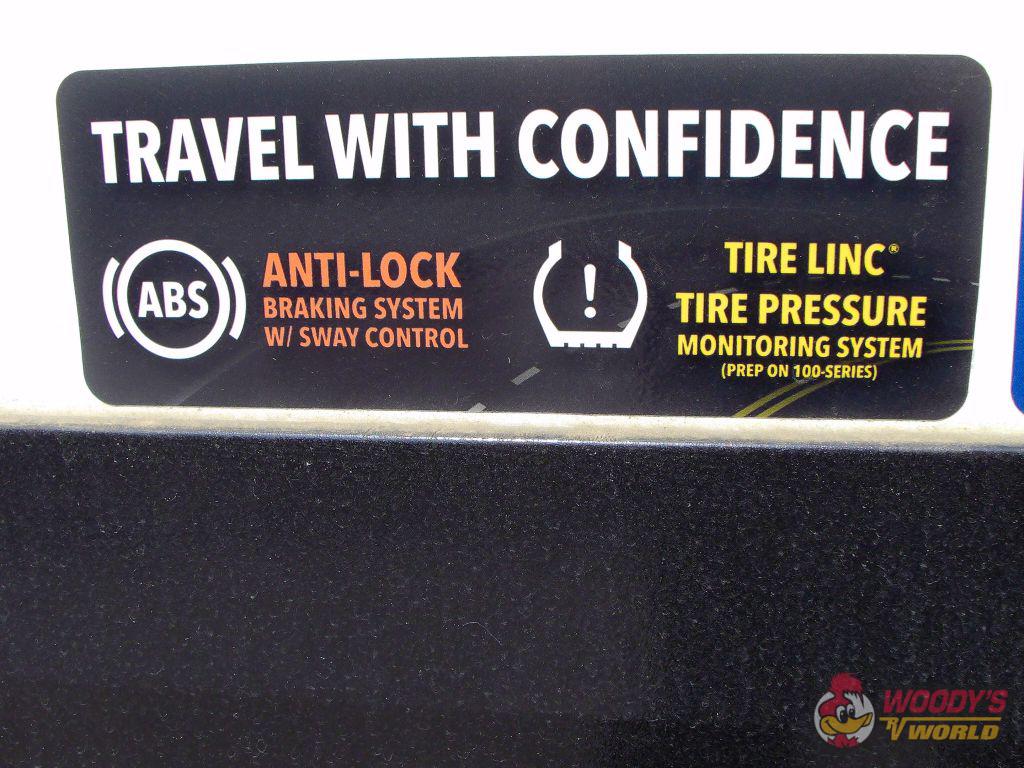 TRAVEL WITH CONFIDENCE
ABS
ANTI-LOCK
BRAKING SYSTEM
W/ SWAY CONTROL
!
TIRE LINC®
TIRE PRESSURE
MONITORING SYSTEM
(PREP ON 100-SERIES)
WOODY'S
RV WORLD